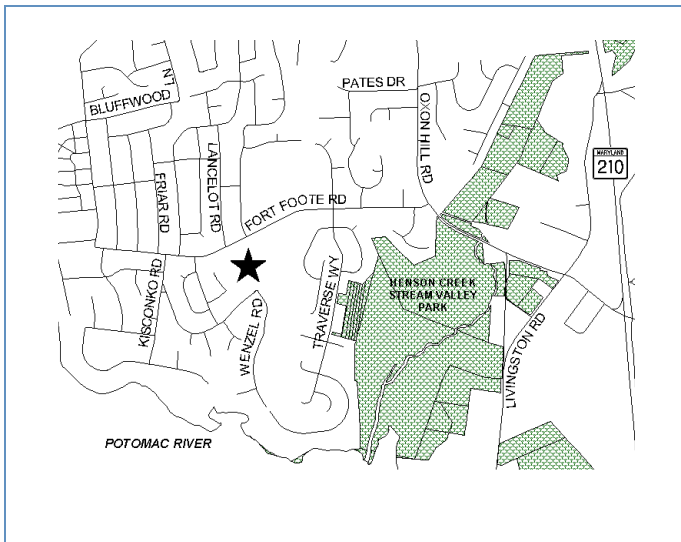 PATES DR
BLUFFWOOD LN
OXON HILL RD
MARYLAND
210
LANCELOT RD
FRIAR RD
FORT FOOTE RD
KISCONKO RD
WENZEL RD
TRAVERSE WY
HENSON CREEK
STREAM VALLEY
PARK
LIVINGSTON RD
POTOMAC RIVER